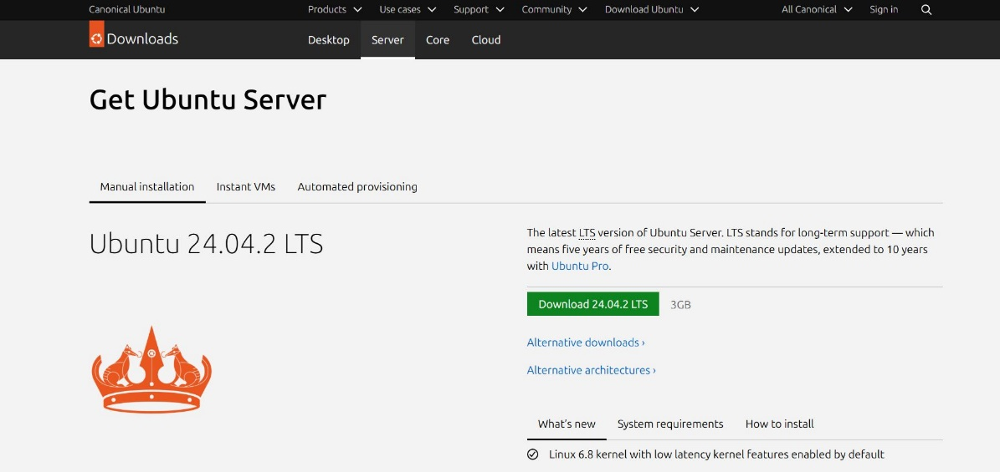 Canonical Ubuntu
Products
Use cases
Support
Community
Download Ubuntu
All Canonical
Sign in
Downloads
Desktop
Server
Core
Cloud
Get Ubuntu Server
Manual installation
Instant VMs
Automated provisioning
Ubuntu 24.04.2 LTS
The latest LTS version of Ubuntu Server. LTS stands for long-term support — which
means five years of free security and maintenance updates, extended to 10 years
with Ubuntu Pro.
Download 24.04.2 LTS
3GB
Alternative downloads ›
Alternative architectures ›
What's new
System requirements
How to install
Linux 6.8 kernel with low latency kernel features enabled by default